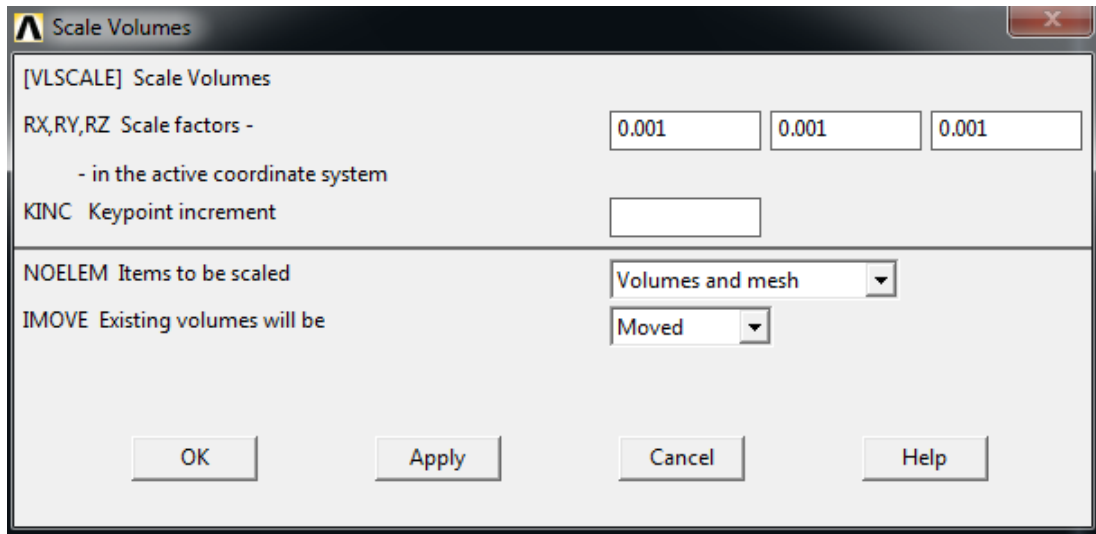 Scale Volumes
[VLSCALE] Scale Volumes
RX,RY,RZ Scale factors -
0.001 0.001 0.001
- in the active coordinate system
KINC Keypoint increment
NOELEM Items to be scaled
Volumes and mesh
IMOVE Existing volumes will be
Moved
OK Apply Cancel Help